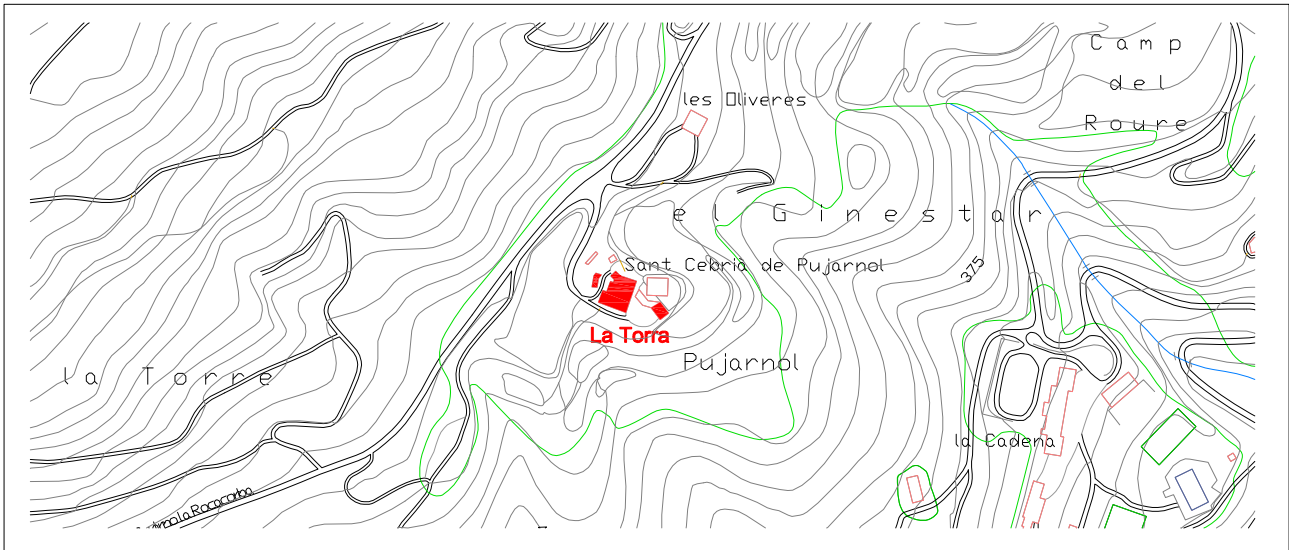 Camp
del
Roure
les Oliveres
el Ginestar
Sant Cebrià de Pujarnol
375
La Torra
Pujarnol
la Torre
la Cadena